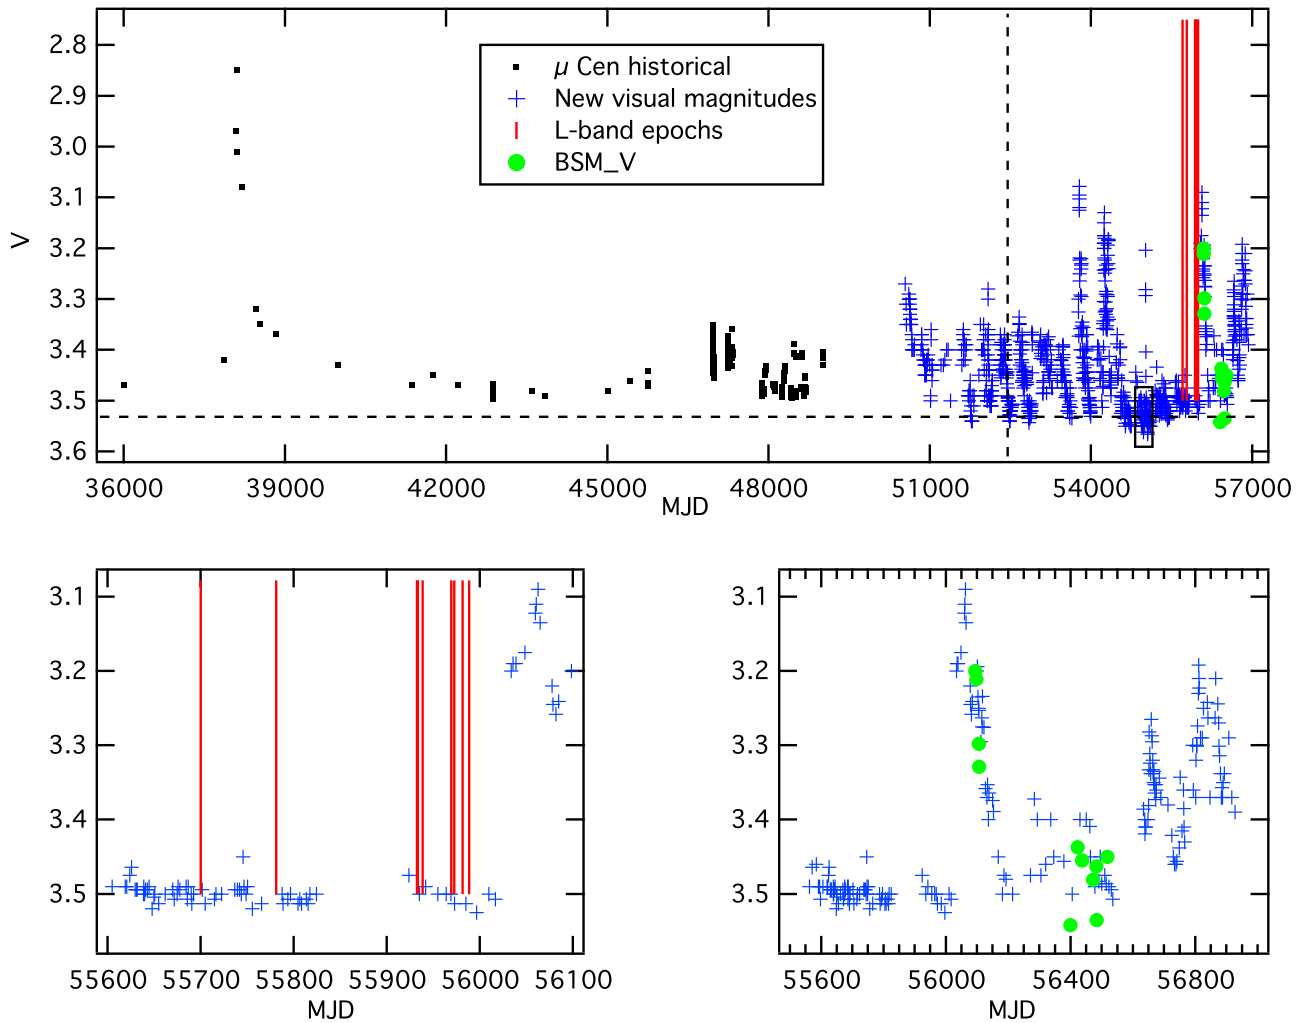 2.8
2.9
3.0
3.1
3.2
3.3
3.4
3.5
3.6
V
μ Cen historical
New visual magnitudes
L-band epochs
BSM_V
36000 39000 42000 45000 48000 51000 54000 57000
MJD
3.1
3.2
3.3
3.4
3.5
55600 55700 55800 55900 56000 56100
MJD
3.1
3.2
3.3
3.4
3.5
55600 56000 56400 56800
MJD